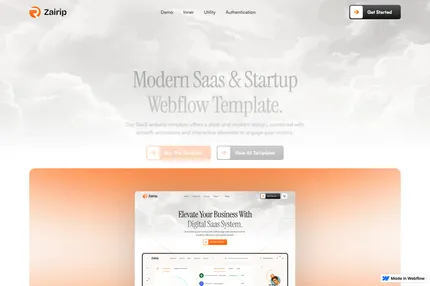 Zairip
Demo Inner Utility Authentication
Get Started
Modern Saas & Startup
Webflow Template.
Our SaaS website template offers a sleek and modern design, combined with
smooth animations and interactive elements to engage your visitors.
Buy This Template
View All Templates
Zairip
Elevate Your Business With
Digital Saas System.
Zairip
Made in Webflow